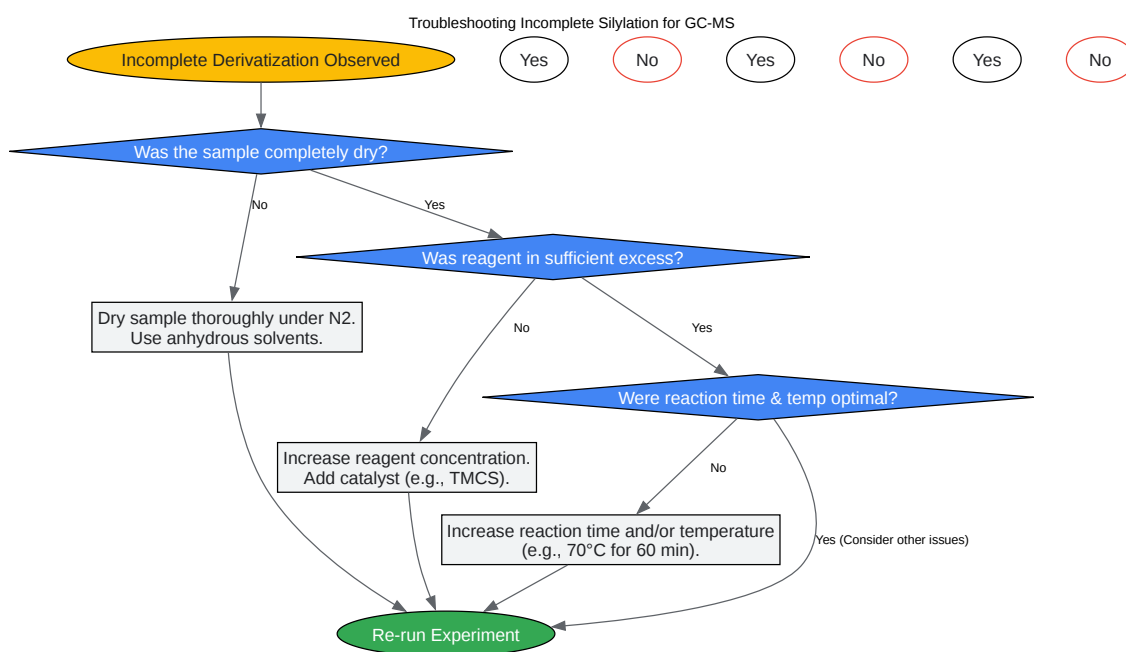 Troubleshooting Incomplete Silylation for GC-MS
Incomplete Derivatization Observed
Yes
No
Yes
No
Yes
No
Was the sample completely dry?
No
Yes
Was reagent in sufficient excess?
Dry sample thoroughly under N2.
Use anhydrous solvents.
No
Yes
Were reaction time & temp optimal?
Increase reagent concentration.
Add catalyst (e.g., TMCS).
No
Increase reaction time and/or temperature
(e.g., 70°C for 60 min).
Yes (Consider other issues)
Re-run Experiment